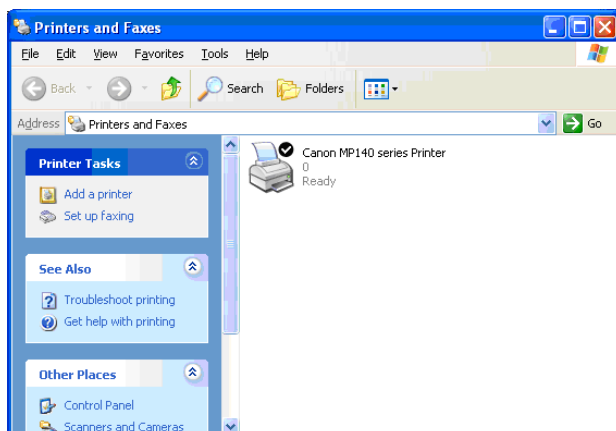 Printers and Faxes
File Edit View Favorites Tools Help
Back Search Folders
Address Printers and Faxes Go
Printer Tasks
Add a printer
Set up faxing
See Also
Troubleshoot printing
Get help with printing
Other Places
Control Panel
Scanners and Cameras
Canon MP140 series Printer
0
Ready